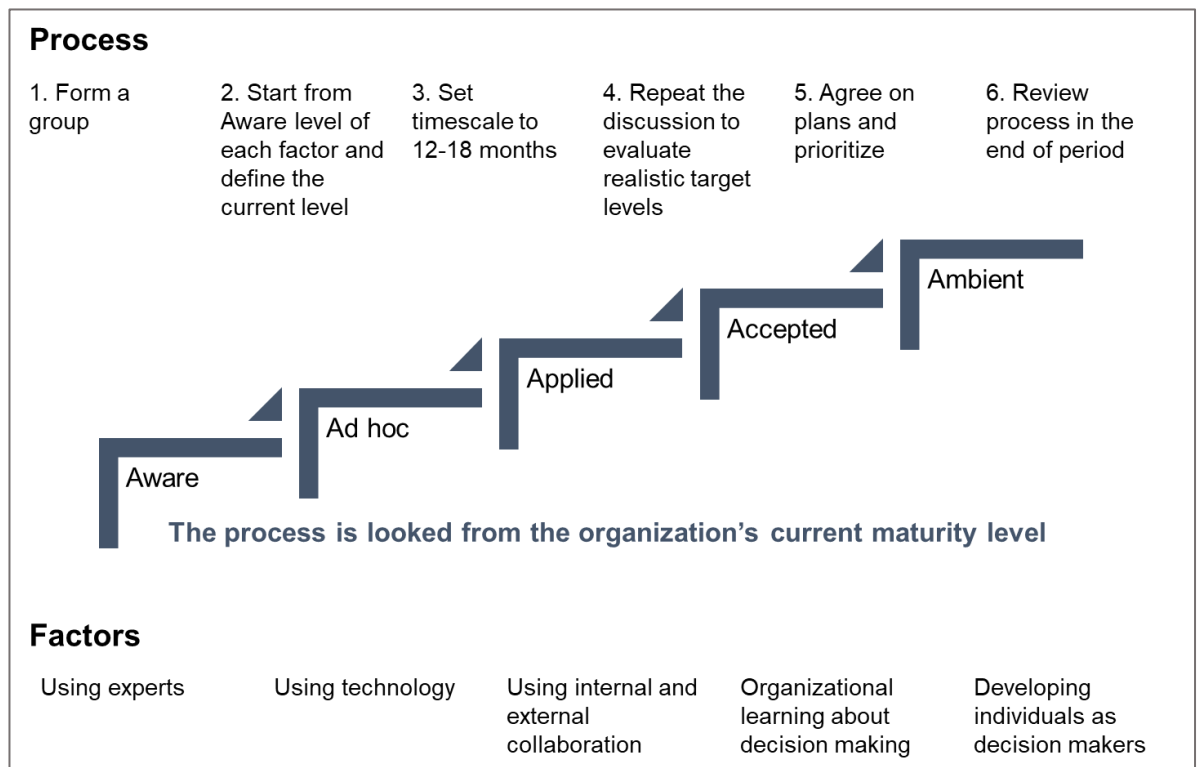 Process
1. Form a
group
2. Start from
Aware level of
each factor and
define the
current level
3. Set
timescale to
12-18 months
4. Repeat the
discussion to
evaluate
realistic target
levels
5. Agree on
plans and
prioritize
6. Review
process in the
end of period
Ambient
Accepted
Applied
Ad hoc
Aware
The process is looked from the organization’s current maturity level
Factors
Using experts
Using technology
Using internal and
external
collaboration
Organizational
learning about
decision making
Developing
individuals as
decision makers